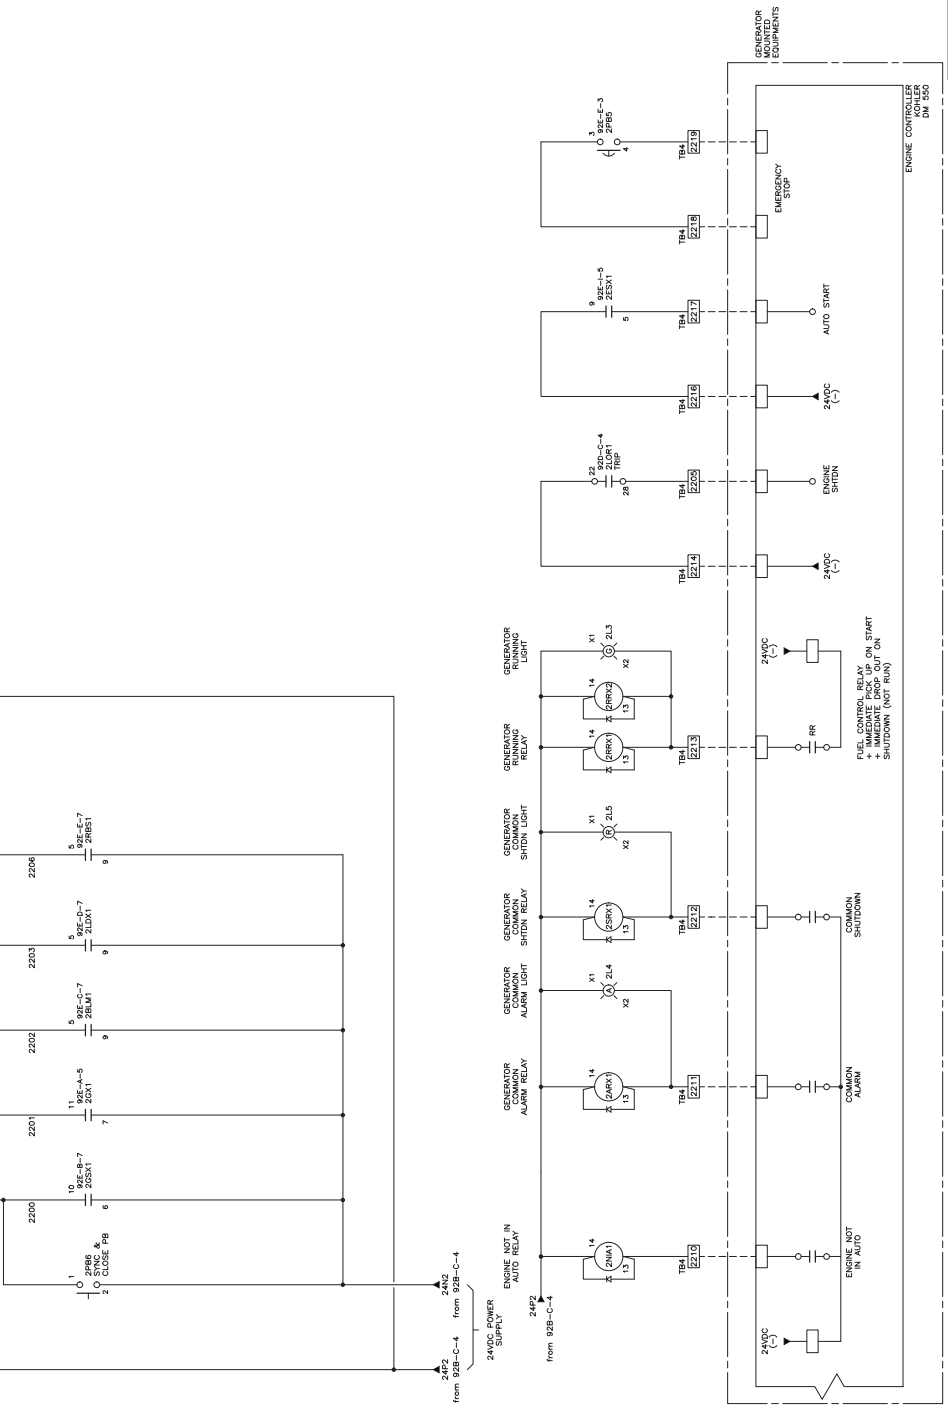 GENERATOR
MOUNTED
EQUIPMENTS
ENGINE CONTROLLER
KOHLER
DM 550
3
92E-E-3
2PB5
4
TB4
2219
EMERGENCY
STOP
TB4
2218
9
92E-I-5
2ESX1
5
TB4
2217
AUTO START
TB4
2216
24VDC
(-)
22
92D-C-4
2LOR1
TRIP
28
TB4
2205
ENGINE
SHTDN
TB4
2214
24VDC
(-)
GENERATOR
RUNNING
LIGHT
X1
G
2L3
X2
14
2RRX2
13
GENERATOR
RUNNING
RELAY
14
2RRX1
13
TB4
2213
24VDC
(-)
RR
FUEL CONTROL RELAY
+ IMMEDIATE PICK UP ON START
+ IMMEDIATE DROP OUT ON
SHUTDOWN (NOT RUN)
GENERATOR
COMMON
SHTDN LIGHT
X1
R
2L5
X2
GENERATOR
COMMON
SHTDN RELAY
14
2SRX1
13
TB4
2212
COMMON
SHUTDOWN
GENERATOR
COMMON
ALARM LIGHT
X1
A
2L4
X2
GENERATOR
COMMON
ALARM RELAY
14
2ARX1
13
TB4
2211
COMMON
ALARM
ENGINE NOT IN
AUTO RELAY
14
2NIA1
13
TB4
2210
ENGINE NOT
IN AUTO
24VDC
(-)
24P2
from 92B-C-4
2206
5
92E-E-7
2RBS1
9
2203
5
92E-D-7
2LDX1
9
2202
5
92E-C-7
2BLM1
9
2201
11
92E-A-5
2GX1
7
2200
10
92E-B-7
2GSX1
6
1
2PB6
SYNC &
CLOSE PB
2
24N2
from 92B-C-4
24P2
from 92B-C-4
24VDC POWER
SUPPLY